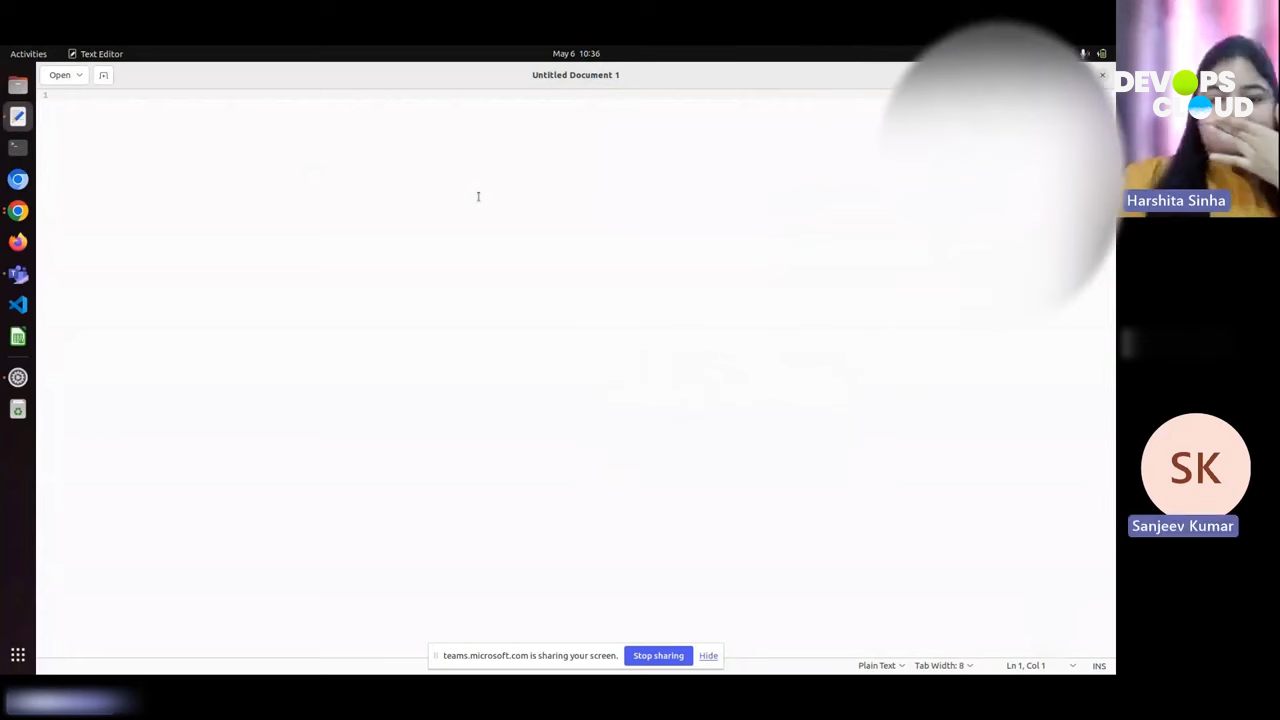 Activities
Text Editor
May 6 10:36
Open
Untitled Document 1
DEVOPS
CLOUD
1
Harshita Sinha
SK
Sanjeev Kumar
teams.microsoft.com is sharing your screen.
Stop sharing
Hide
Plain Text
Tab Width: 8
Ln 1, Col 1
INS